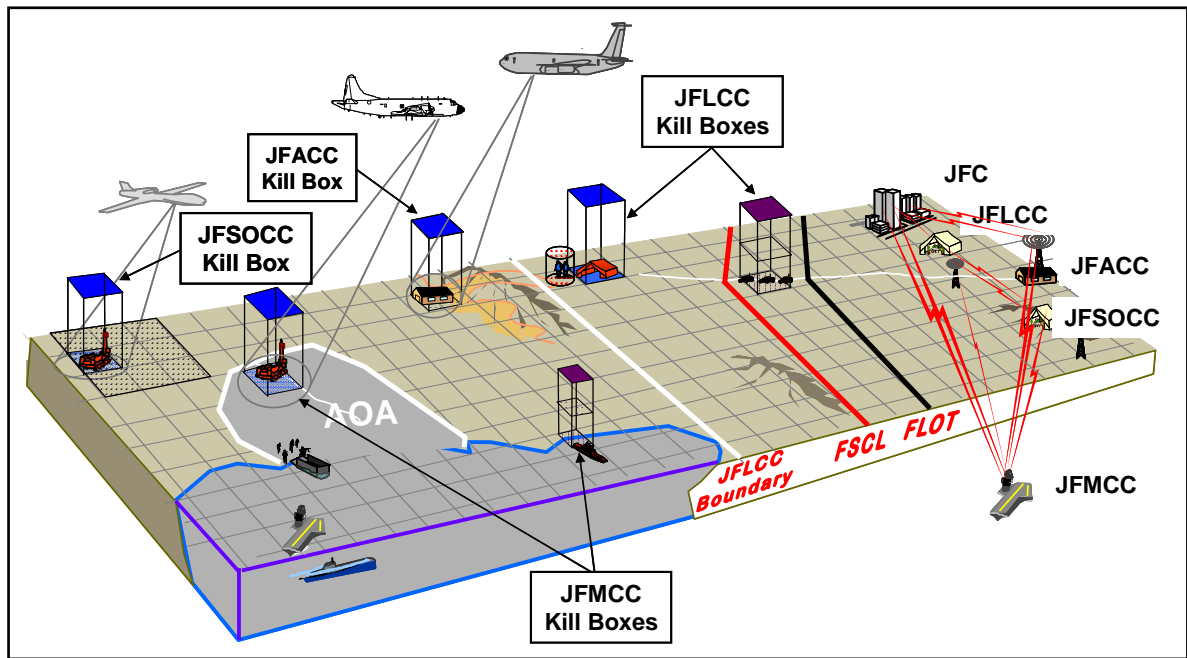 JFLCC
Kill Boxes
JFACC
Kill Box
JFSOCC
Kill Box
JFC
JFLCC
JFACC
JFSOCC
AOA
JFLCC
Boundary
FSCL FLOT
JFMCC
JFMCC
Kill Boxes